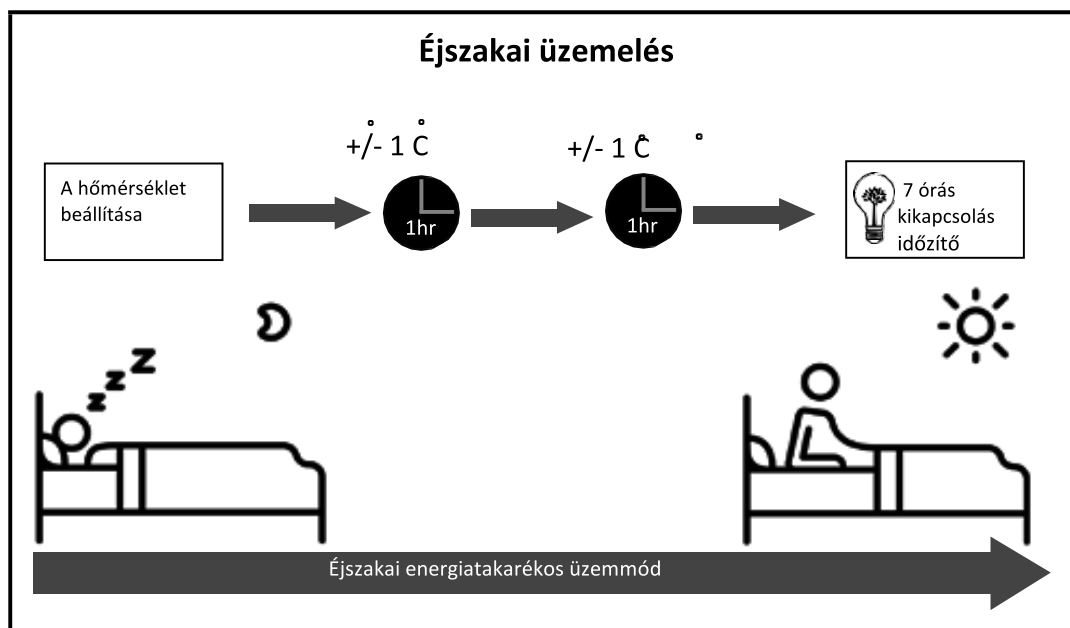 Éjszakai üzemelés
+/- 1 C
+/- 1 C
A hőmérséklet
beállítása
1hr
1hr
7 órás
kikapcsolás
időzítő
z z Z
Éjszakai energiatakarékos üzemmód